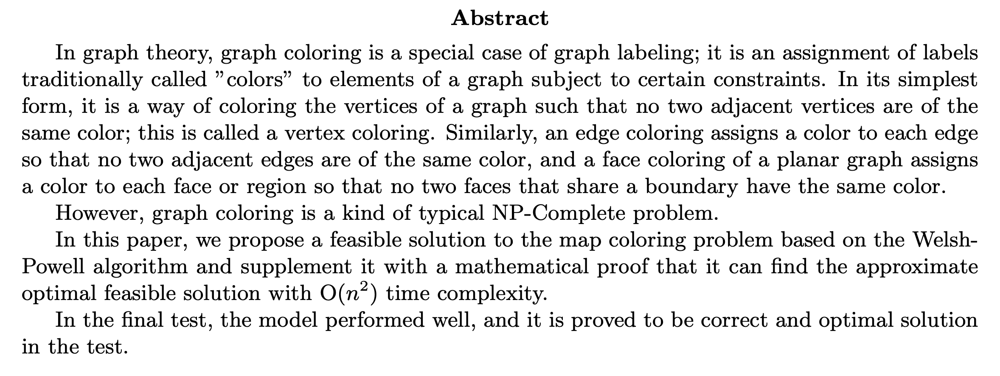 Abstract
In graph theory, graph coloring is a special case of graph labeling; it is an assignment of labels
traditionally called ”colors” to elements of a graph subject to certain constraints. In its simplest
form, it is a way of coloring the vertices of a graph such that no two adjacent vertices are of the
same color; this is called a vertex coloring. Similarly, an edge coloring assigns a color to each edge
so that no two adjacent edges are of the same color, and a face coloring of a planar graph assigns
a color to each face or region so that no two faces that share a boundary have the same color.
However, graph coloring is a kind of typical NP-Complete problem.
In this paper, we propose a feasible solution to the map coloring problem based on the Welsh-
Powell algorithm and supplement it with a mathematical proof that it can find the approximate
optimal feasible solution with O(n²) time complexity.
In the final test, the model performed well, and it is proved to be correct and optimal solution
in the test.